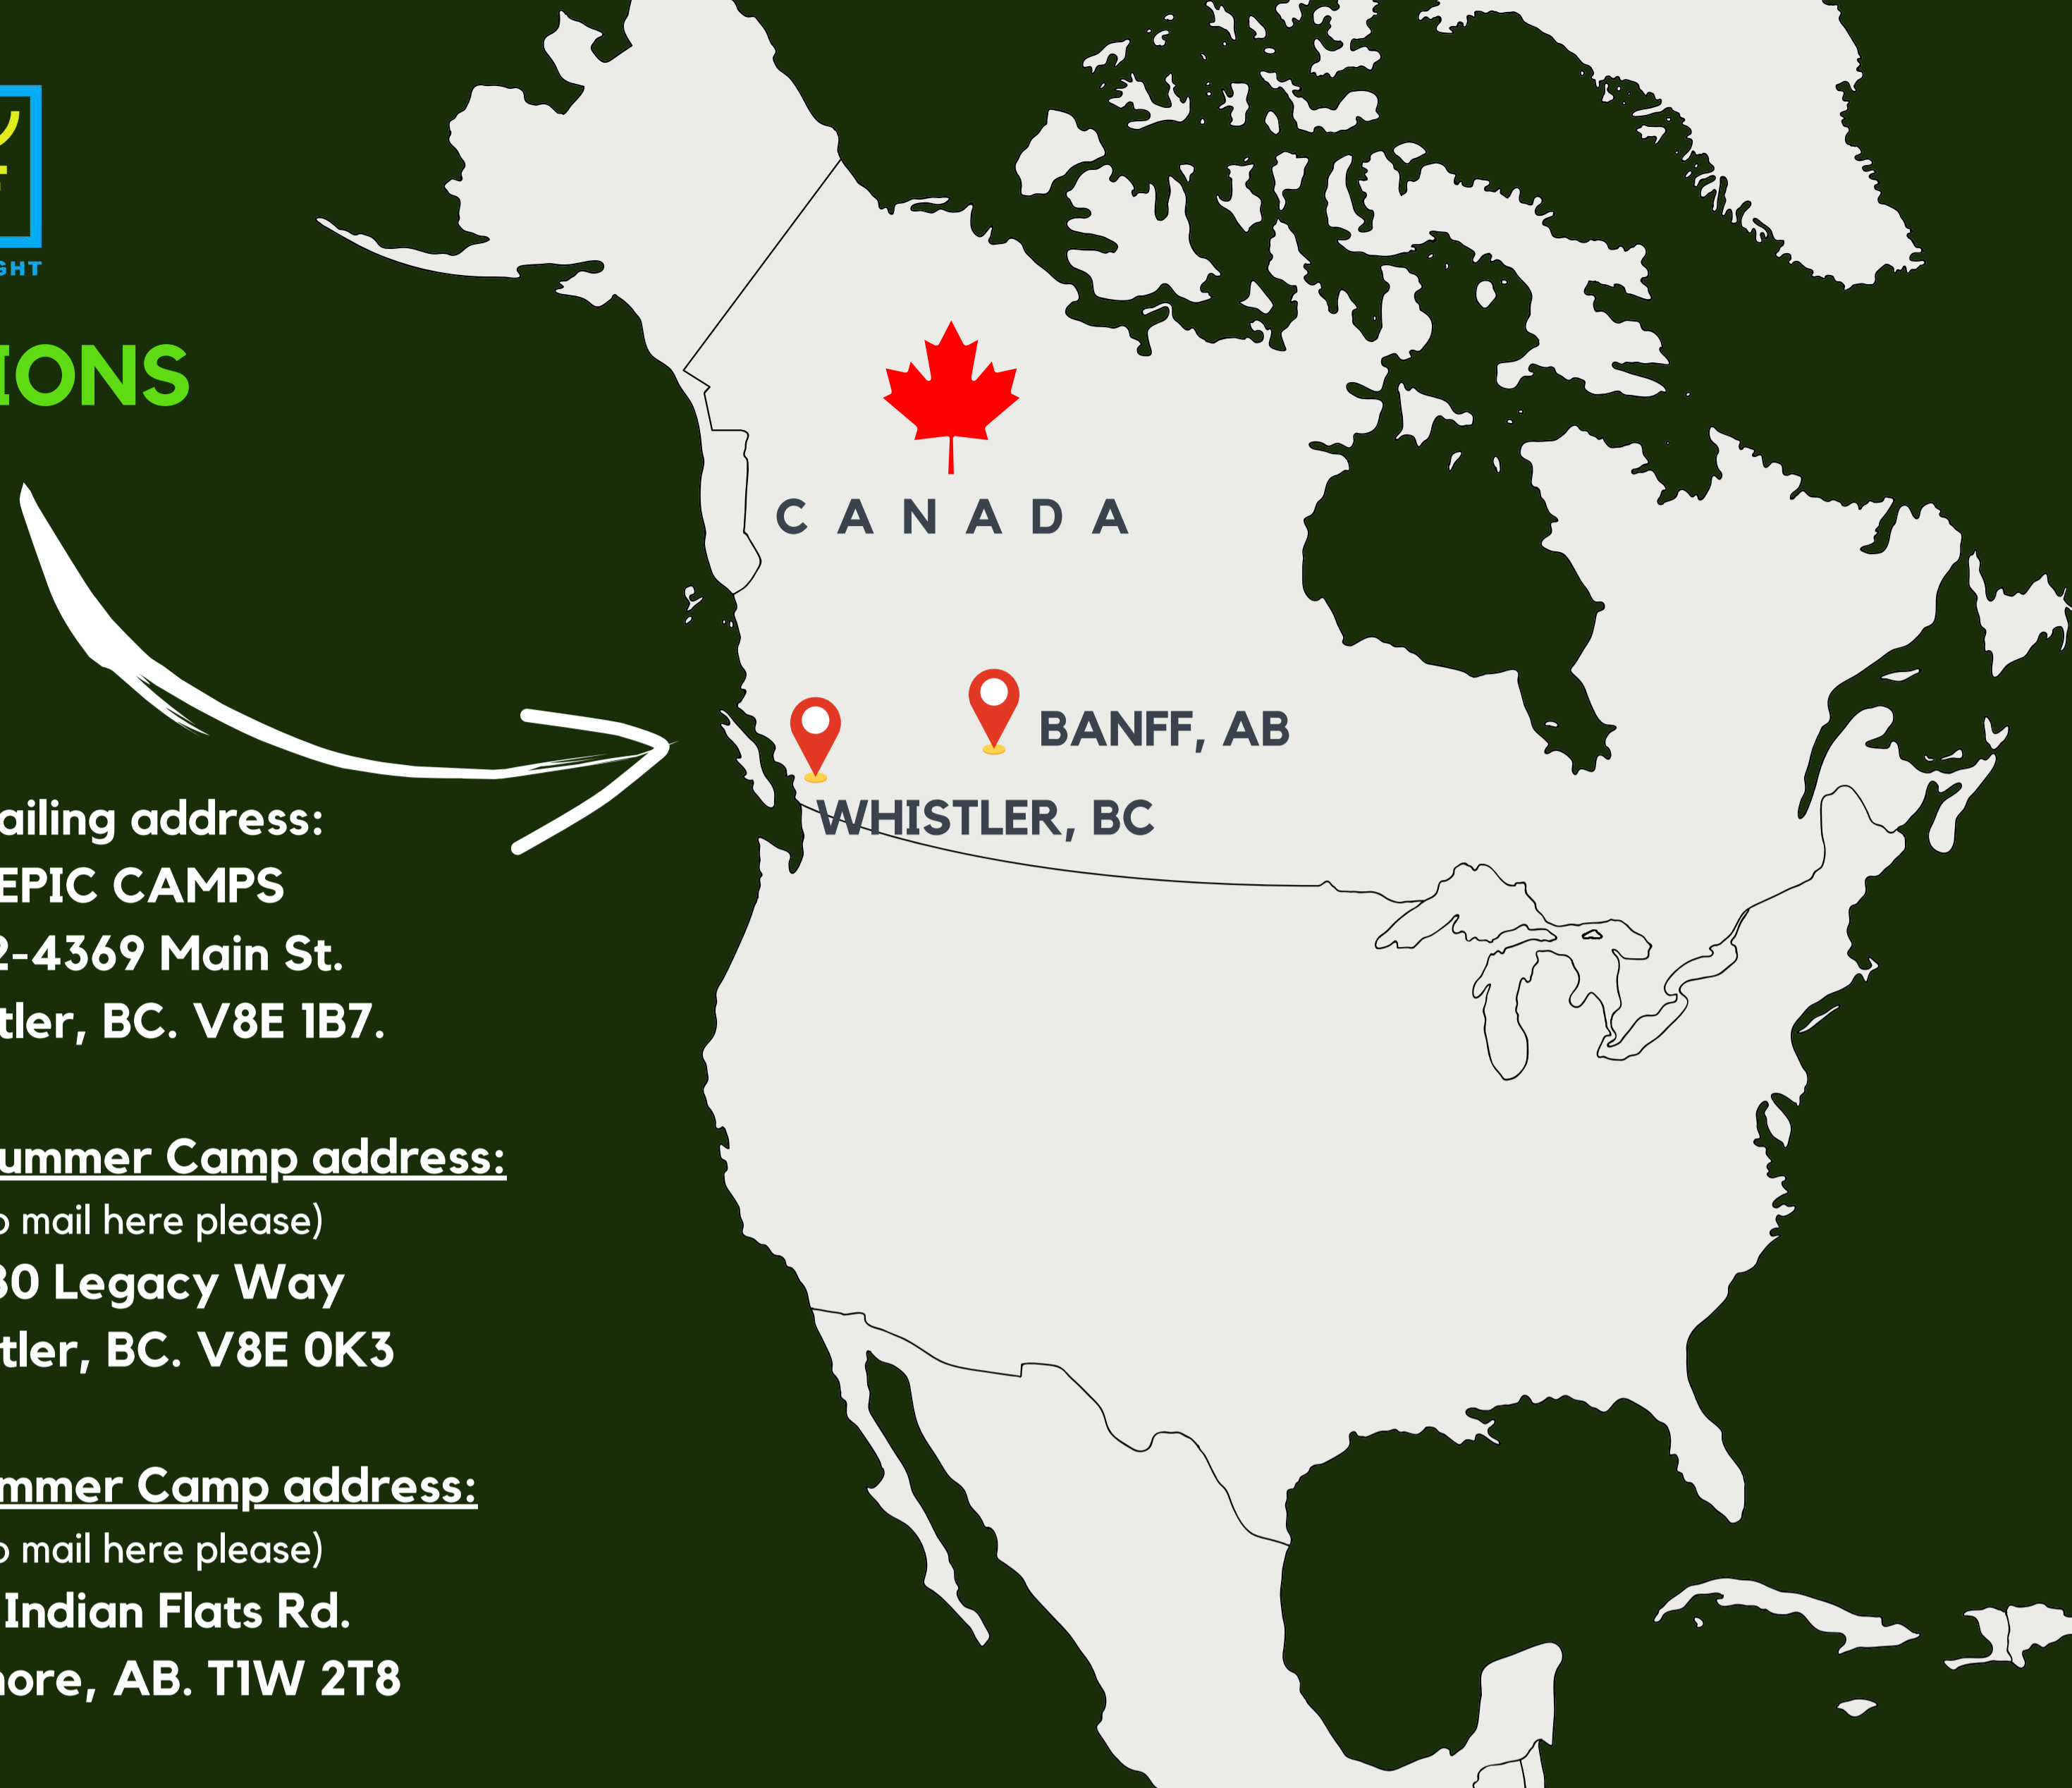 GHT
IONS
CANADA
BANFF, AB
WHISTLER, BC
ailing address:
EPIC CAMPS
2-4369 Main St.
tler, BC. V8E 1B7.
ummer Camp address:
o mail here please)
30 Legacy Way
tler, BC. V8E 0K3
mmer Camp address:
o mail here please)
Indian Flats Rd.
nore, AB. T1W 2T8